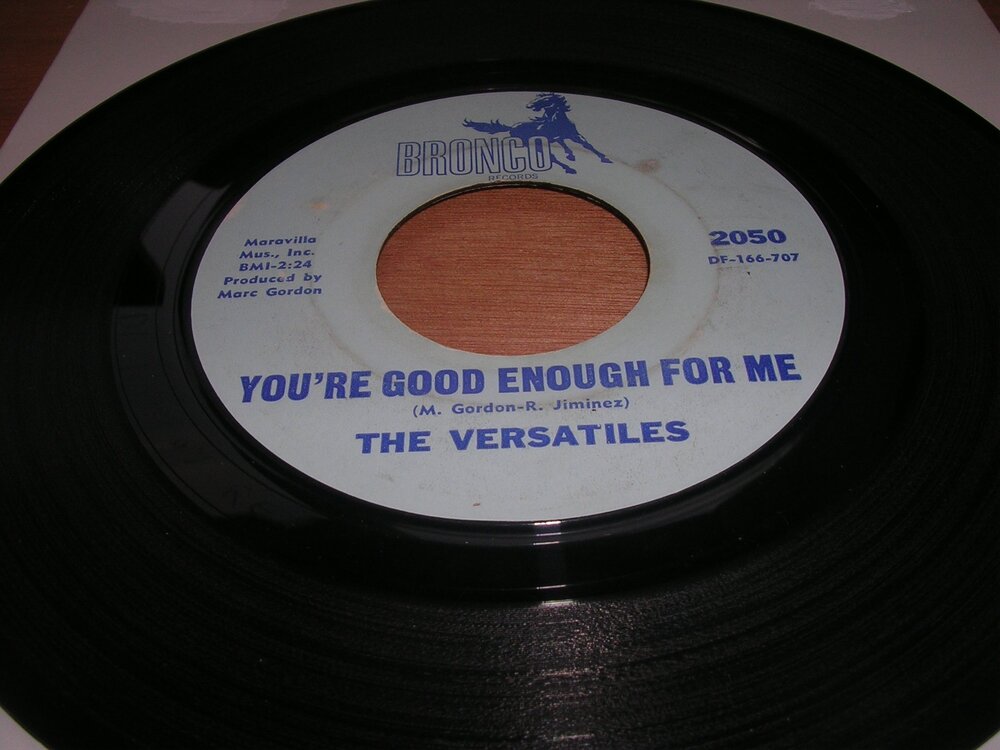 BRONCO
RECORDS
Maravilla
Mus., Inc.
BMI-2:24
Produced by
Marc Gordon
2050
DF-166-707
YOU'RE GOOD ENOUGH FOR ME
(M. Gordon-R. Jiminez)
THE VERSATILES